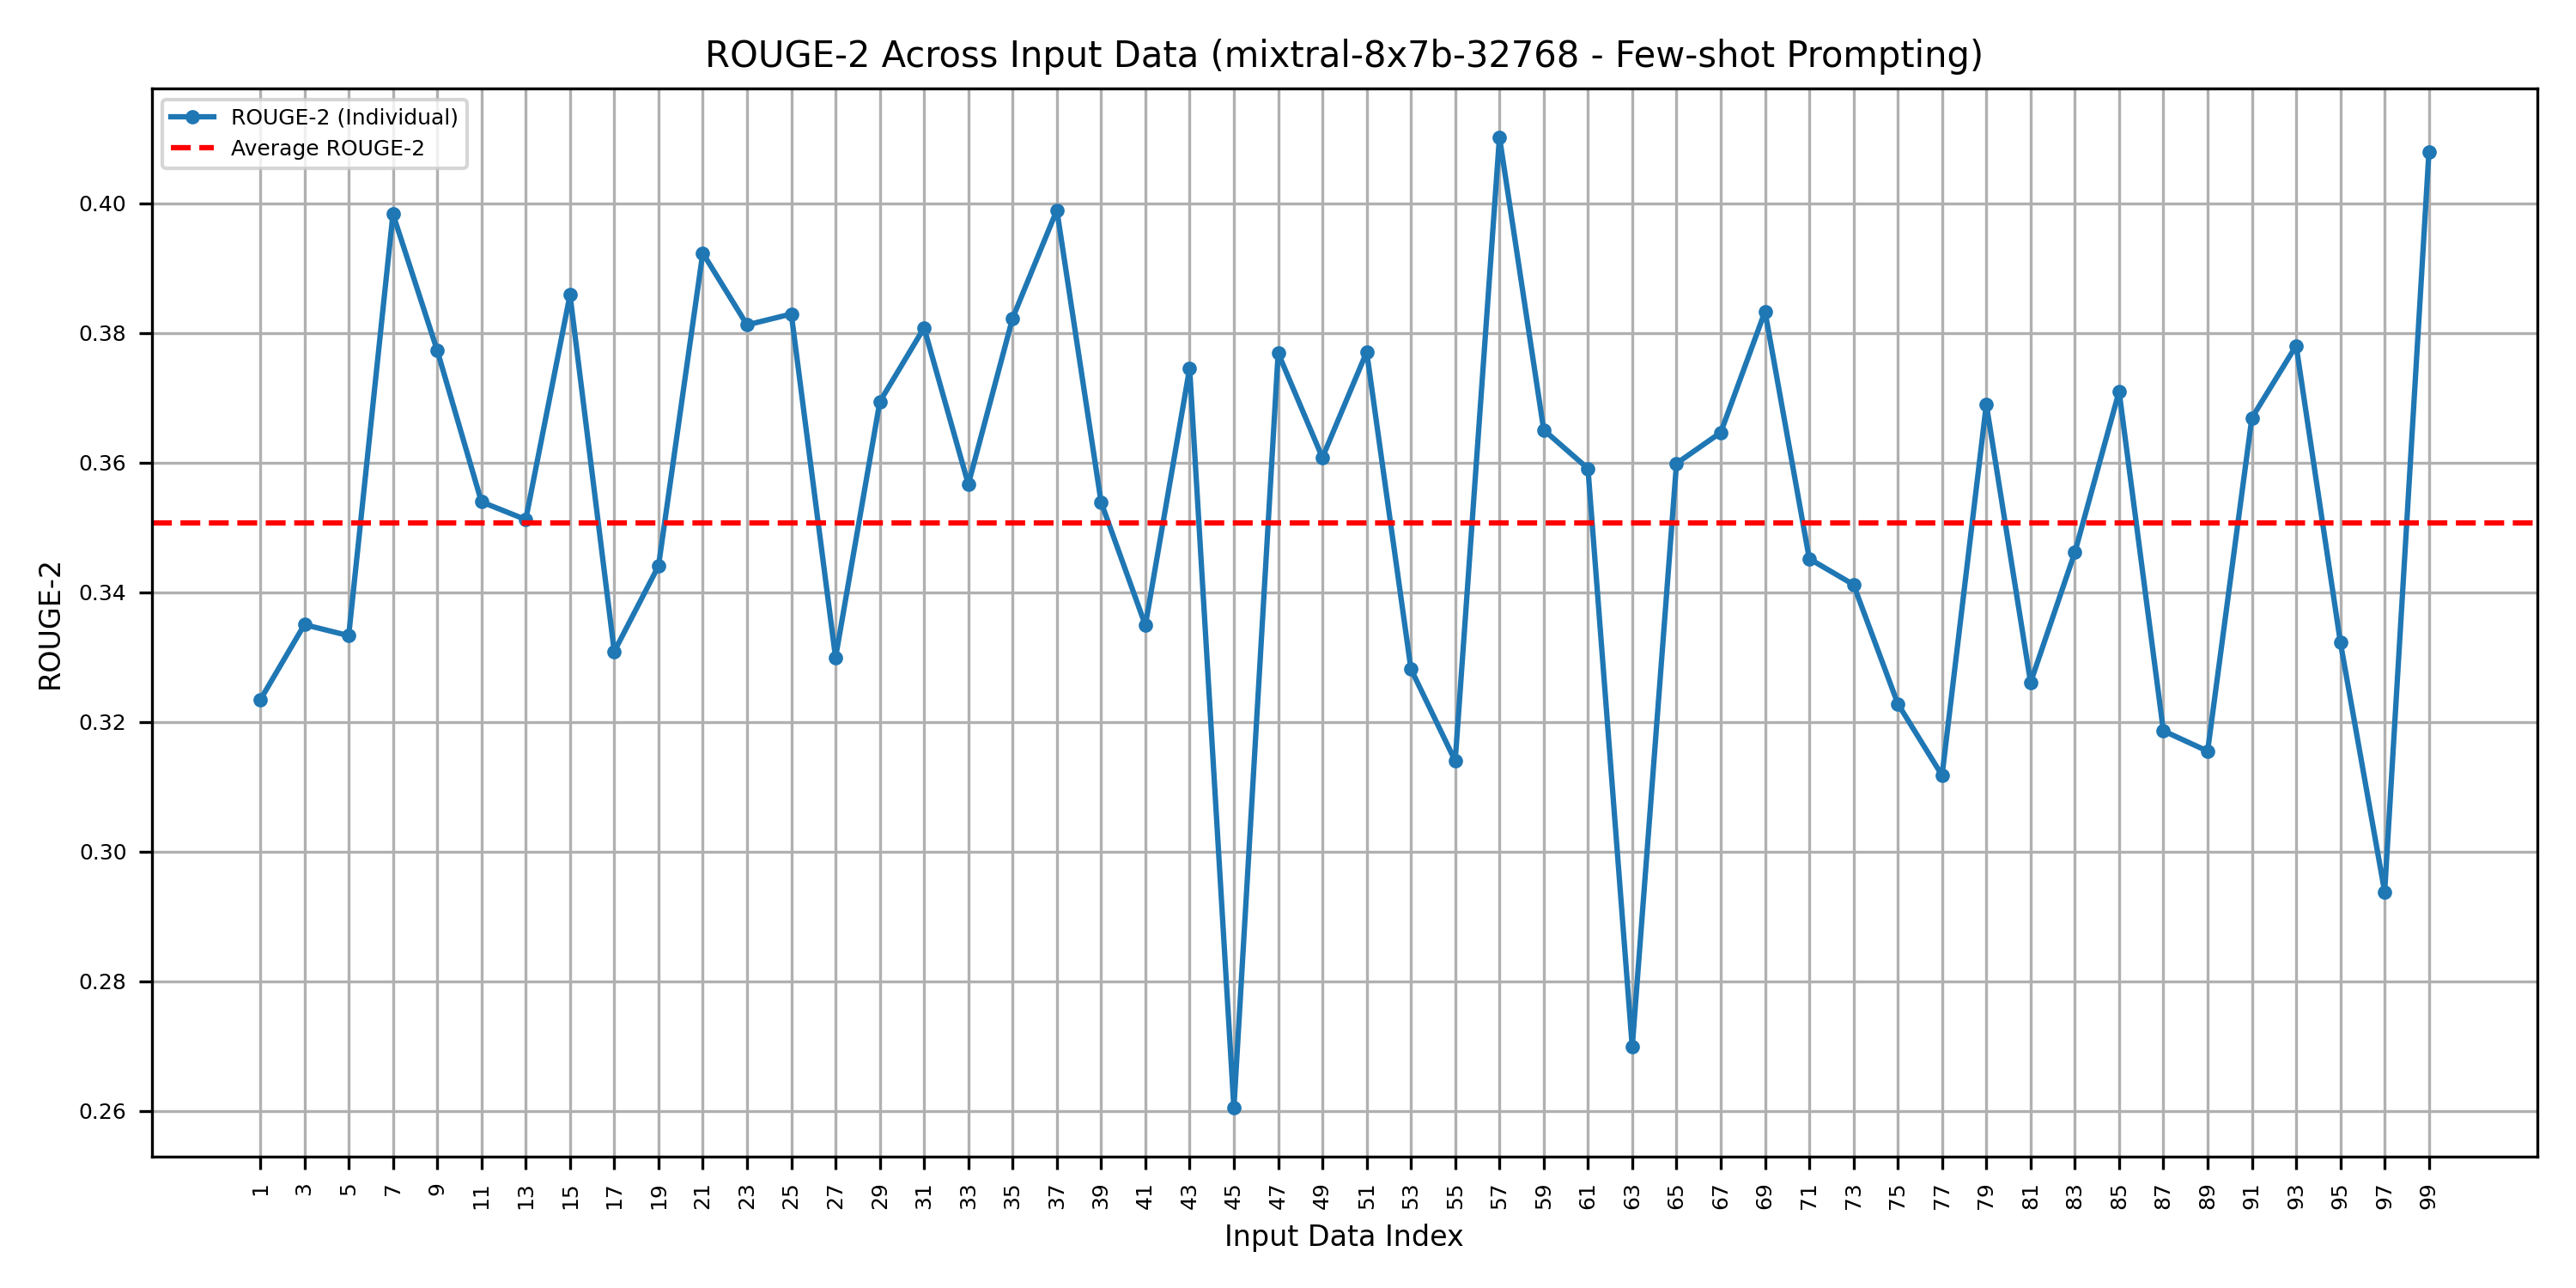 ROUGE-2 Across Input Data (mixtral-8x7b-32768 - Few-shot Prompting)
ROUGE-2 (Individual)
Average ROUGE-2
0.40
0.38
0.36
0.34
0.32
0.30
0.28
0.26
ROUGE-2
1 3 5 7 9 11 13 15 17 19 21 23 25 27 29 31 33 35 37 39 41 43 45 47 49 51 53 55 57 59 61 63 65 67 69 71 73 75 77 79 81 83 85 87 89 91 93 95 97 99
Input Data Index